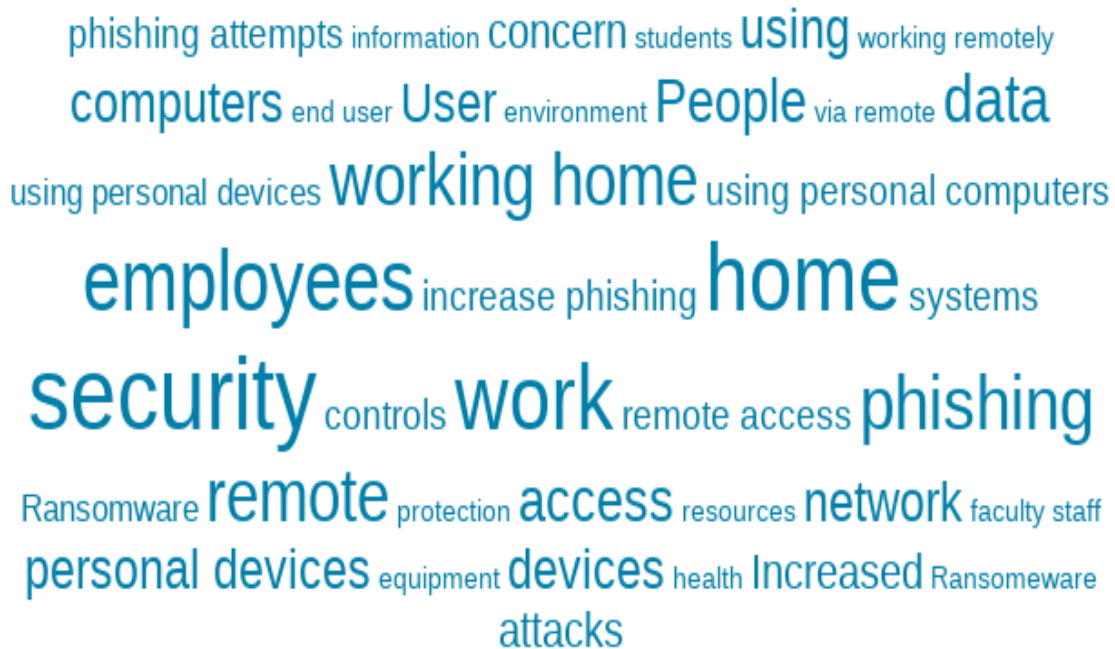 phishing attempts information concern students using working remotely
computers end user User environment People via remote data
using personal devices working home using personal computers
employees increase phishing home systems
security controls work remote access phishing
Ransomware remote protection access resources network faculty staff
personal devices equipment devices health Increased Ransomeware
attacks